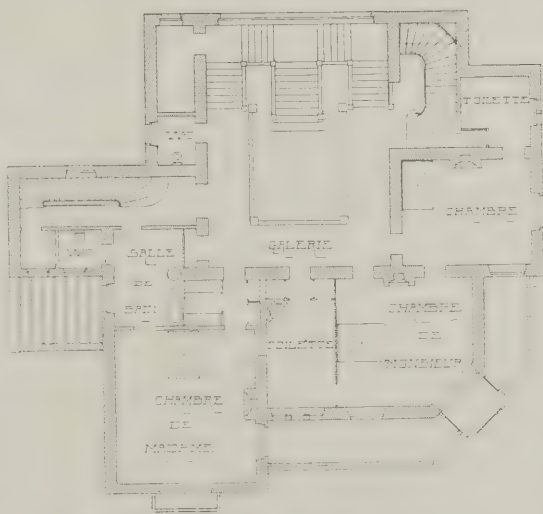 TOILETTE
CHAMBRE
GALERIE
SALLE
DE
BAIN
CHAMBRE
DE
MONSIEUR
TOILETTE
CHAMBRE
DE
MADAME